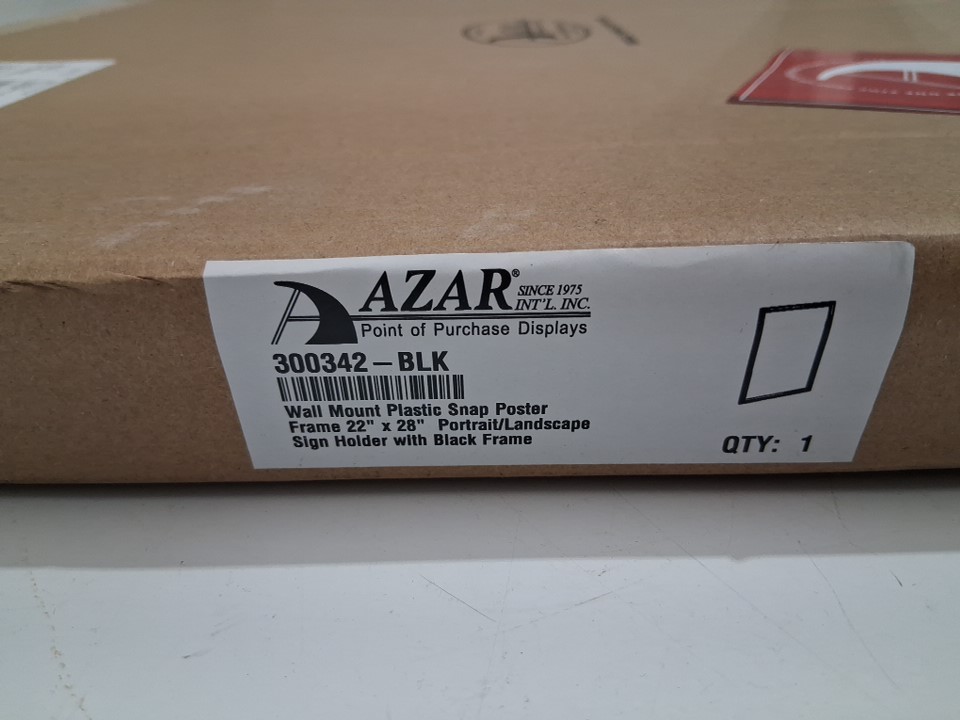 AZAR® SINCE 1975
INT'L. INC.
Point of Purchase Displays
300342-BLK
Wall Mount Plastic Snap Poster
Frame 22" x 28" Portrait/Landscape
Sign Holder with Black Frame
QTY: 1